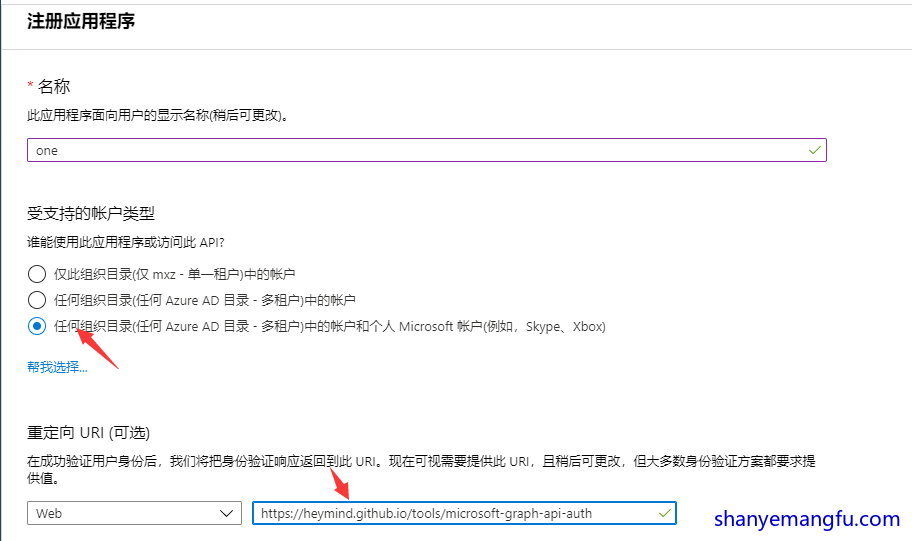 注册应用程序
* 名称
此应用程序面向用户的显示名称(稍后可更改)。
one
受支持的帐户类型
谁能使用此应用程序或访问此 API?
仅此组织目录(仅 mxz - 单一租户)中的帐户
任何组织目录(任何 Azure AD 目录 - 多租户)中的帐户
任何组织目录(任何 Azure AD 目录 - 多租户)中的帐户和个人 Microsoft 帐户(例如，Skype、Xbox)
帮我选择...
重定向 URI (可选)
在成功验证用户身份后，我们将把身份验证响应返回到此 URI。现在可视需要提供此 URI，且稍后可更改，但大多数身份验证方案都要求提
供值。
Web
https://heymind.github.io/tools/microsoft-graph-api-auth
shanyemangfu.com